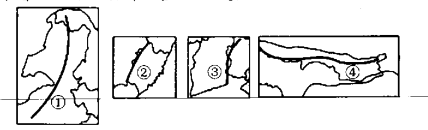 ① ② ③ ④